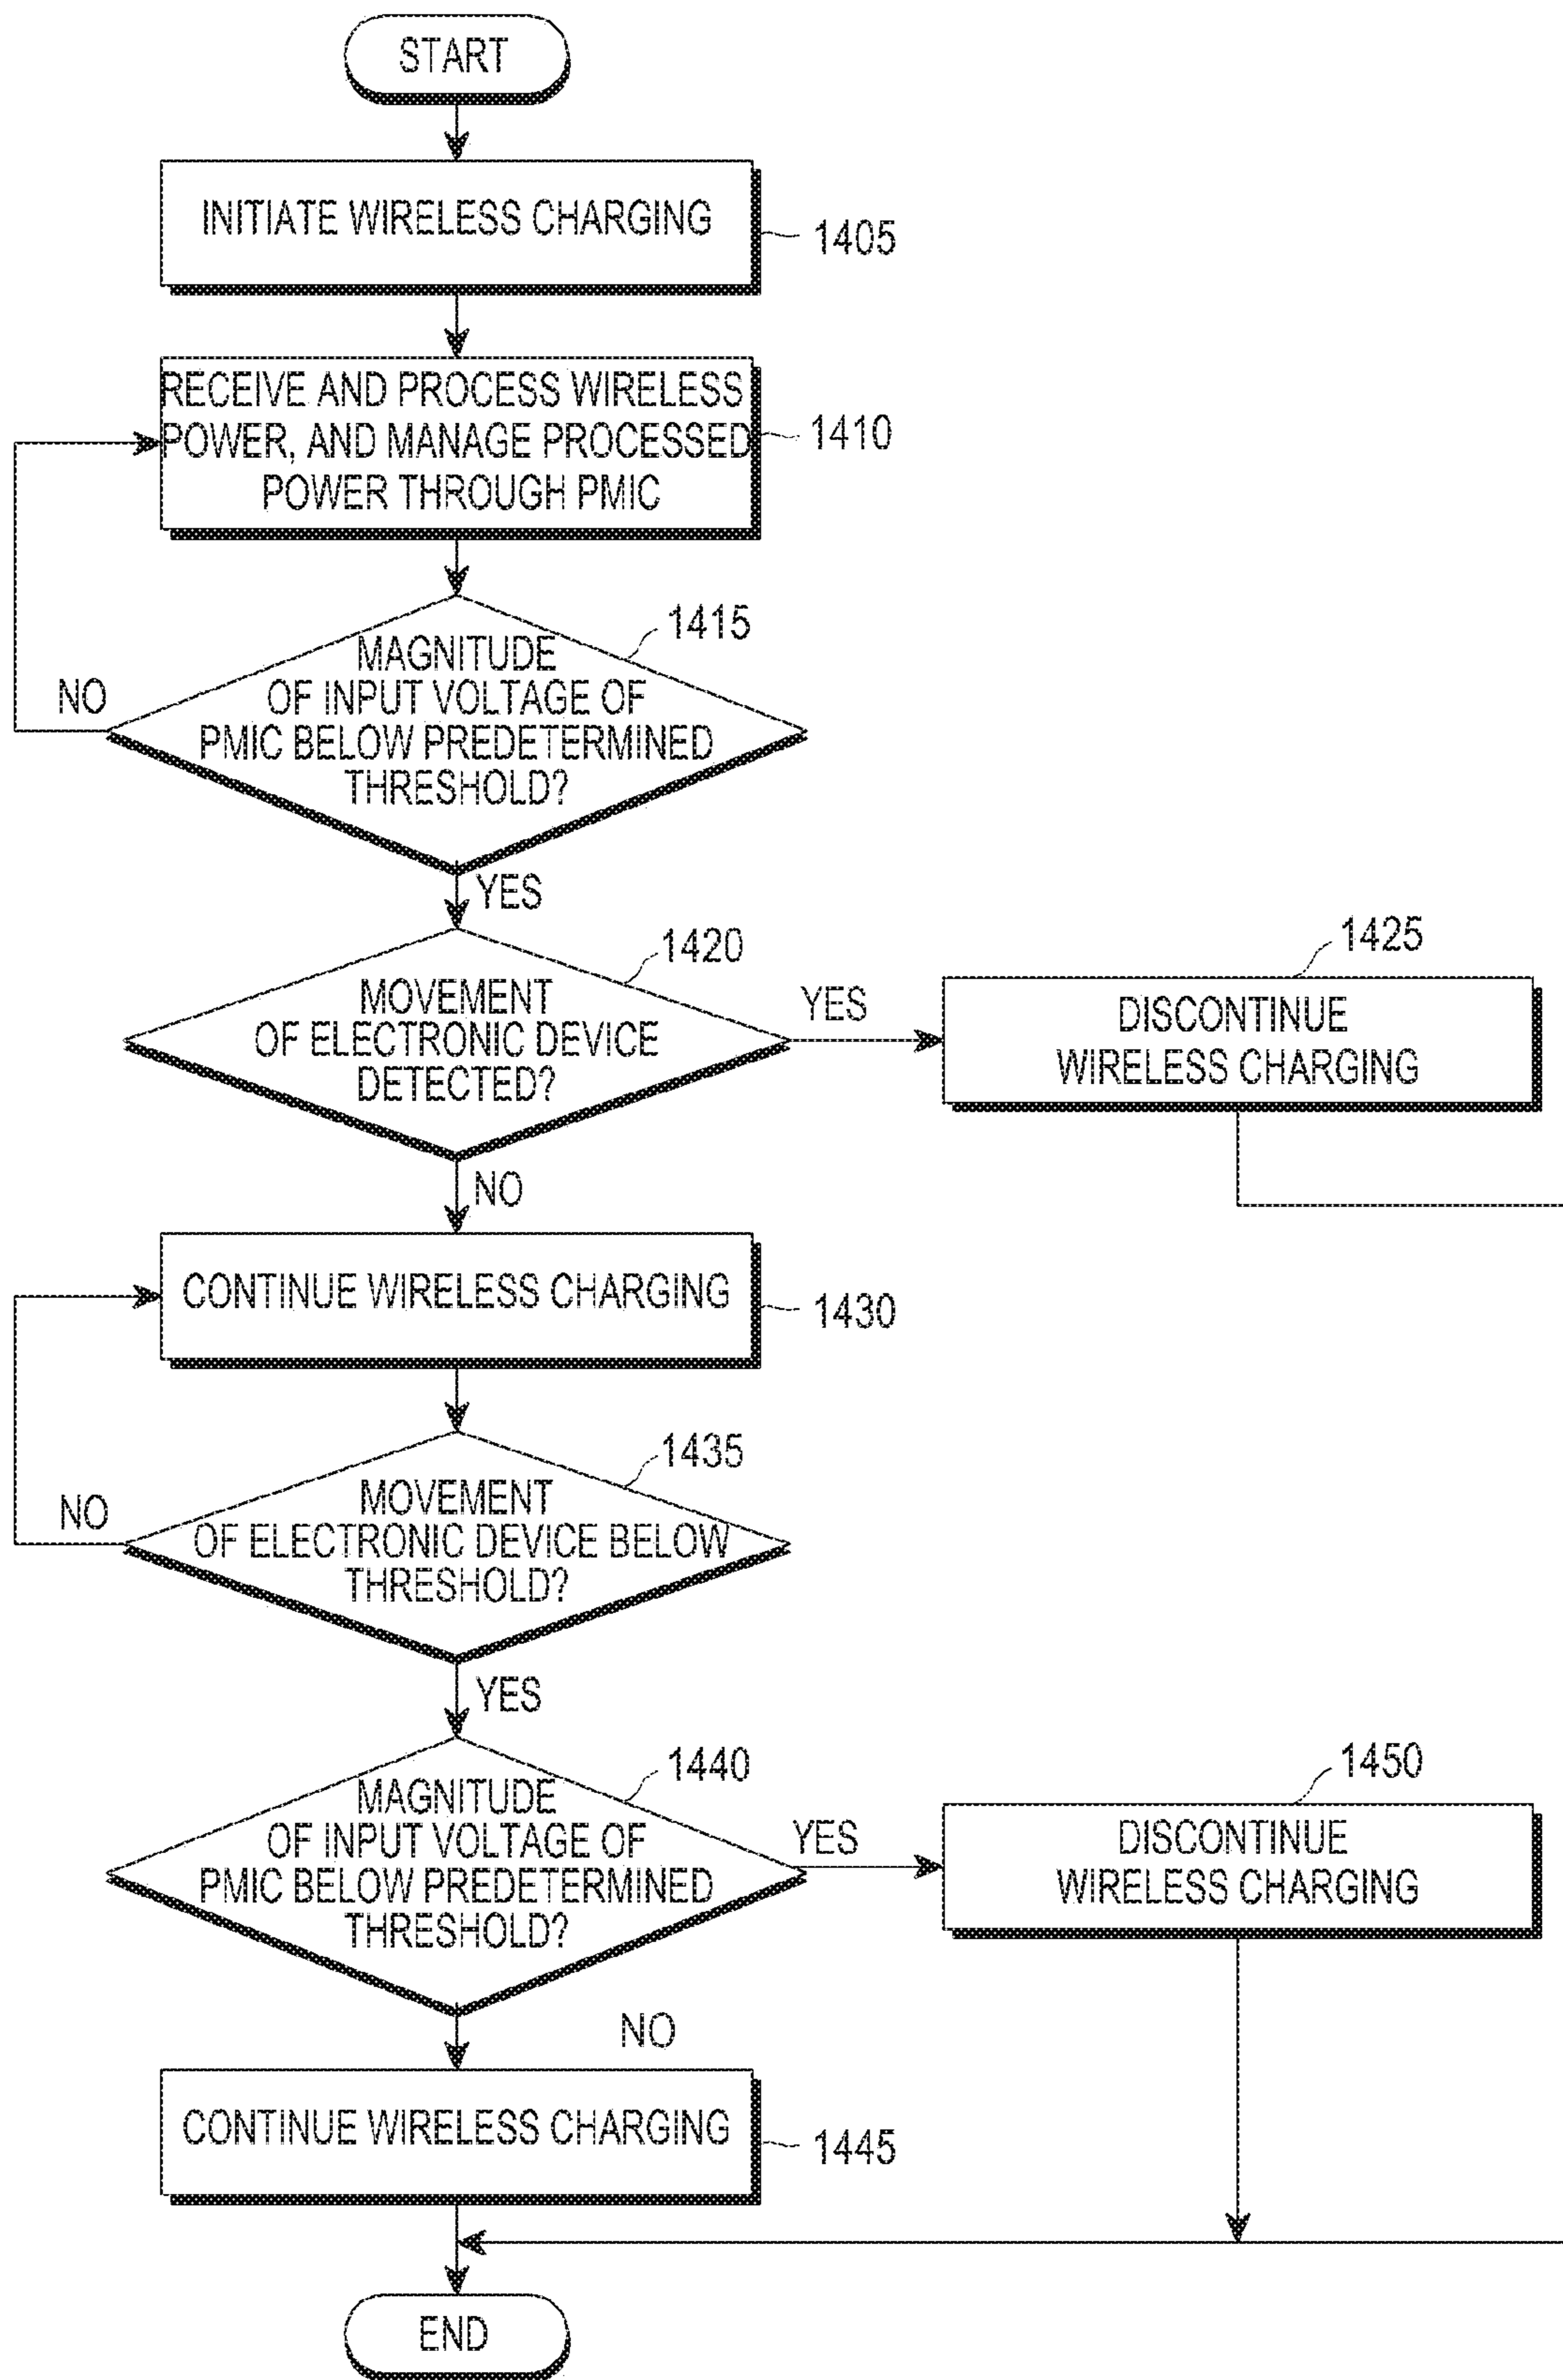 START
INITIATE WIRELESS CHARGING
1405
RECEIVE AND PROCESS WIRELESS
POWER, AND MANAGE PROCESSED
POWER THROUGH PMIC
1410
1415
MAGNITUDE
OF INPUT VOLTAGE OF
PMIC BELOW PREDETERMINED
THRESHOLD?
NO
YES
1420
MOVEMENT
OF ELECTRONIC DEVICE
DETECTED?
YES
1425
DISCONTINUE
WIRELESS CHARGING
NO
CONTINUE WIRELESS CHARGING
1430
1435
MOVEMENT
OF ELECTRONIC DEVICE BELOW
THRESHOLD?
NO
YES
1440
MAGNITUDE
OF INPUT VOLTAGE OF
PMIC BELOW PREDETERMINED
THRESHOLD?
YES
1450
DISCONTINUE
WIRELESS CHARGING
NO
CONTINUE WIRELESS CHARGING
1445
END